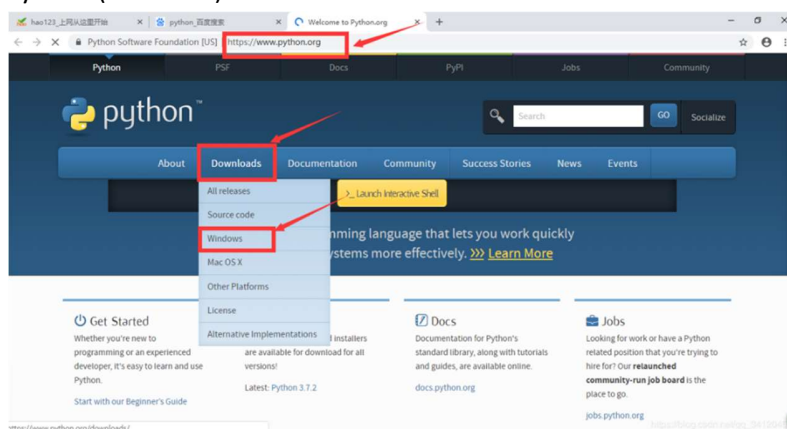 hao123_上网从这里开始
python_百度搜索
Welcome to Python.org
Python Software Foundation [US]
https://www.python.org
Python
PSF
Docs
PyPI
Jobs
Community
python™
Search
GO
Socialize
About
Downloads
Documentation
Community
Success Stories
News
Events
All releases
Source code
Windows
Mac OS X
Other Platforms
License
Alternative Implementations
>_ Launch Interactive Shell
language that lets you work quickly
more effectively. >>> Learn More
Get Started
Whether you're new to
programming or an experienced
developer, it's easy to learn and use
Python.
Start with our Beginner's Guide
installers
are available for download for all
versions!
Latest: Python 3.7.2
Docs
Documentation for Python's
standard library, along with tutorials
and guides, are available online.
docs.python.org
Jobs
Looking for work or have a Python
related position that you're trying to
hire for? Our relaunched
community-run job board is the
place to go.
jobs.python.org